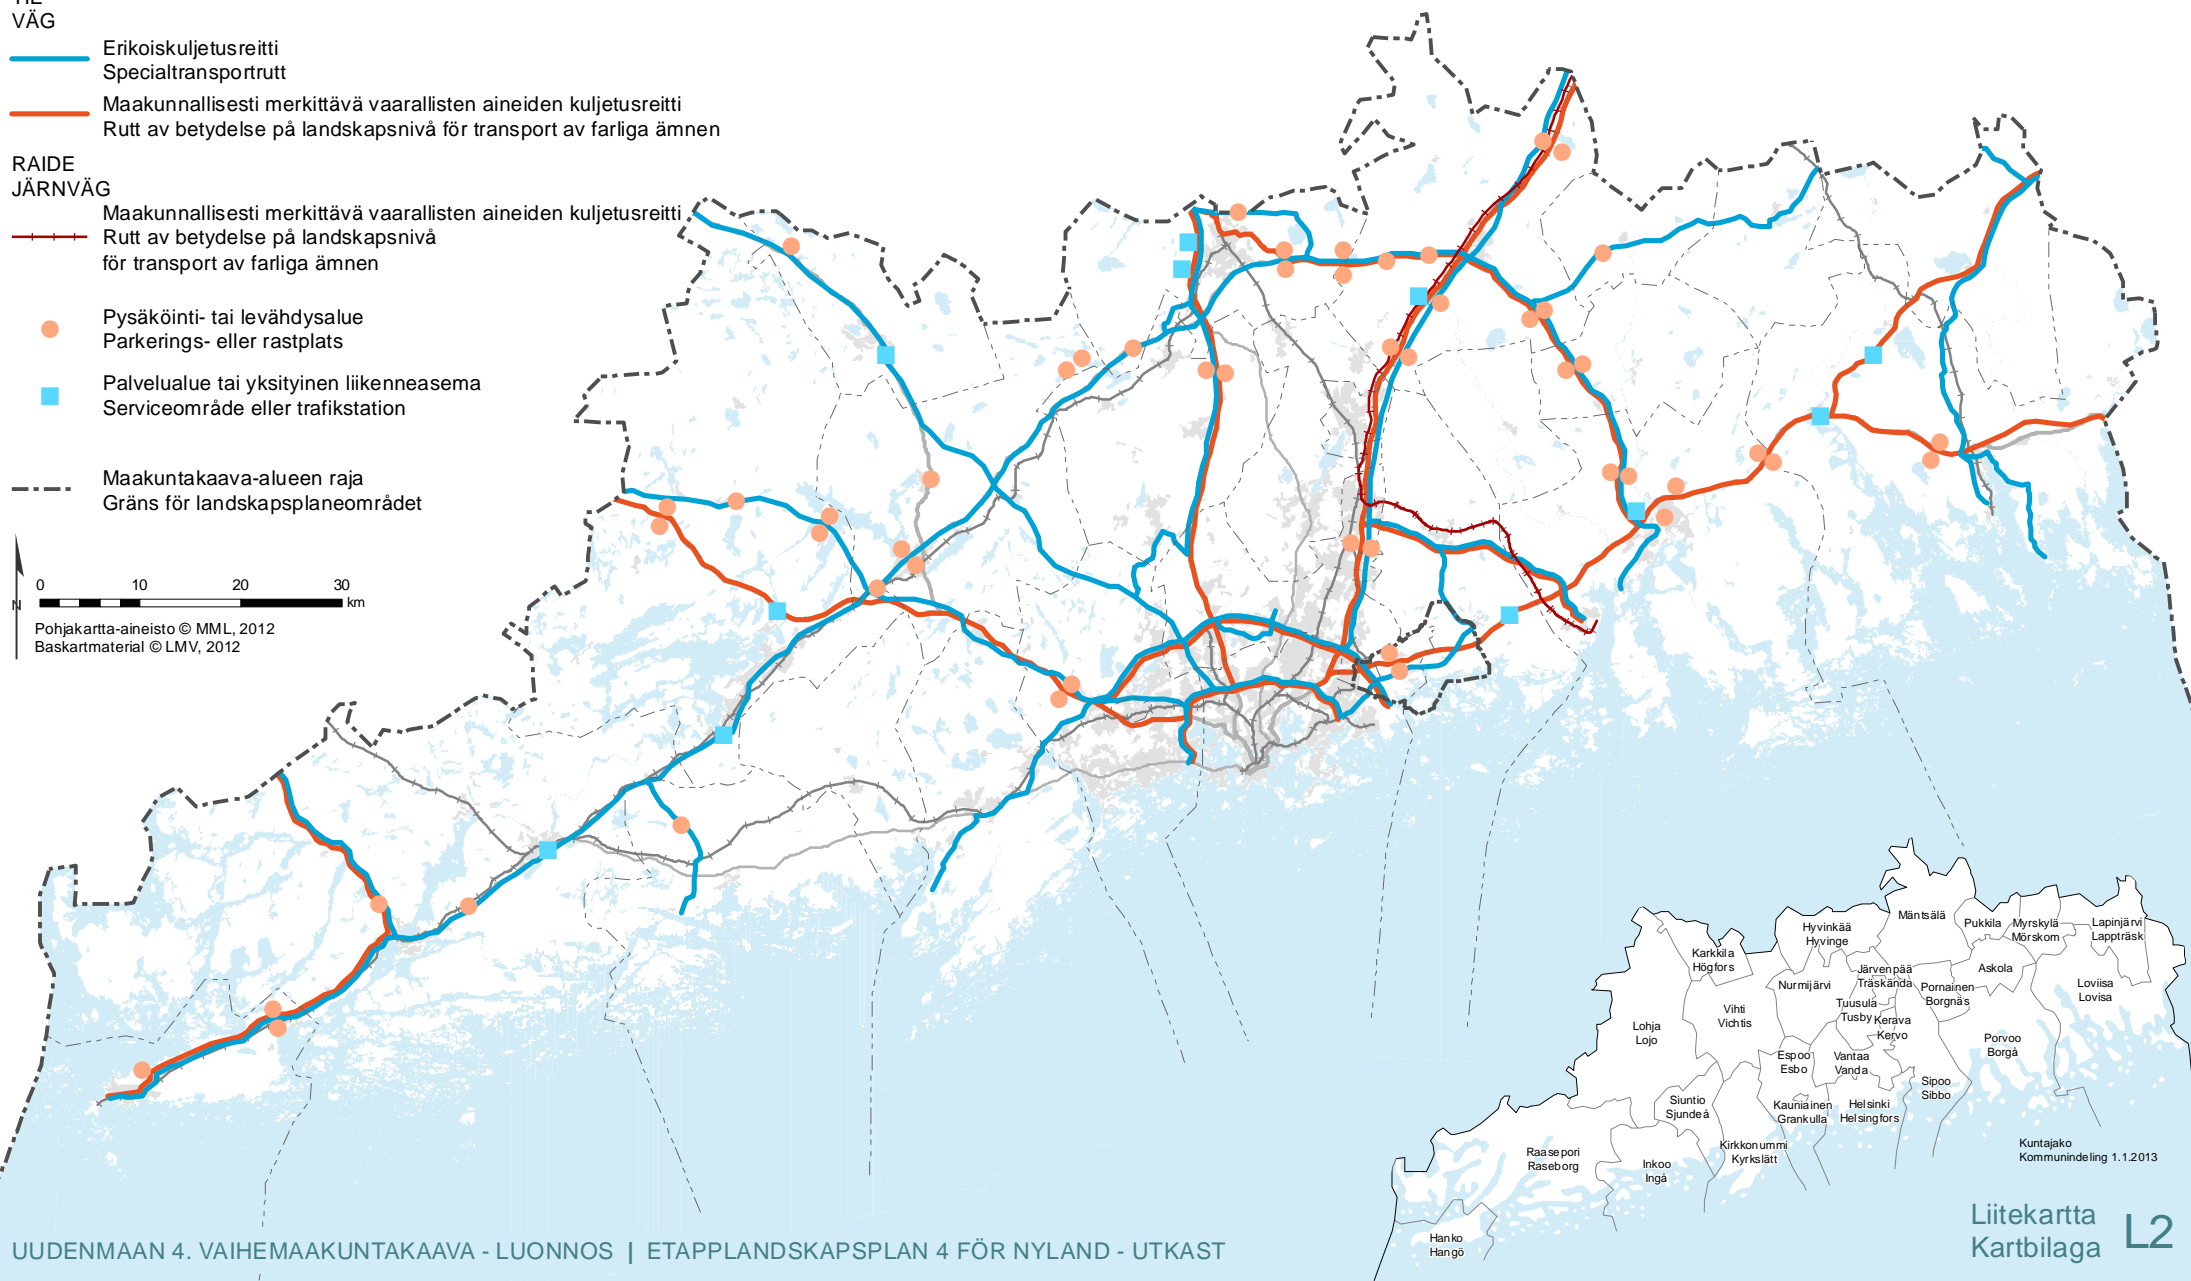 VÄG
Erikoiskuljetusreitti
Specialtransportrutt
Maakunnallisesti merkittävä vaarallisten aineiden kuljetusreitti
Rutt av betydelse på landskapsnivå för transport av farliga ämnen
RAIDE
JÄRNVÄG
Maakunnallisesti merkittävä vaarallisten aineiden kuljetusreitti
Rutt av betydelse på landskapsnivå
för transport av farliga ämnen
Pysäköinti- tai levähdysalue
Parkerings- eller rastplats
Palvelualue tai yksityinen liikenneasema
Serviceområde eller trafikstation
Maakuntakaava-alueen raja
Gräns för landskapsplaneområdet
0 10 20 30
km
N
Pohjakartta-aineisto © MML, 2012
Baskartmaterial © LMV, 2012
Mäntsälä
Pukkila
Myrskylä
Mörskom
Lapinjärvi
Lappträsk
Hyvinkää
Hyvinge
Karkkila
Högfors
Järvenpää
Träskända
Askola
Nurmijärvi
Pornainen
Borgnäs
Loviisa
Lovisa
Tuusula
Tusby
Vihti
Vichtis
Kerava
Kervo
Lohja
Lojo
Porvoo
Borgå
Espoo
Esbo
Vantaa
Vanda
Sipoo
Sibbo
Siuntio
Sjundeå
Kauniainen
Grankulla
Helsinki
Helsingfors
Kirkkonummi
Kyrkslätt
Raasepori
Raseborg
Inkoo
Ingå
Hanko
Hangö
Kuntajako
Kommunindeling 1.1.2013
Liitekartta
Kartbilaga
L2
UUDENMAAN 4. VAIHEMAAKUNTAKAAVA - LUONNOS | ETAPPLANDSKAPSPLAN 4 FÖR NYLAND - UTKAST